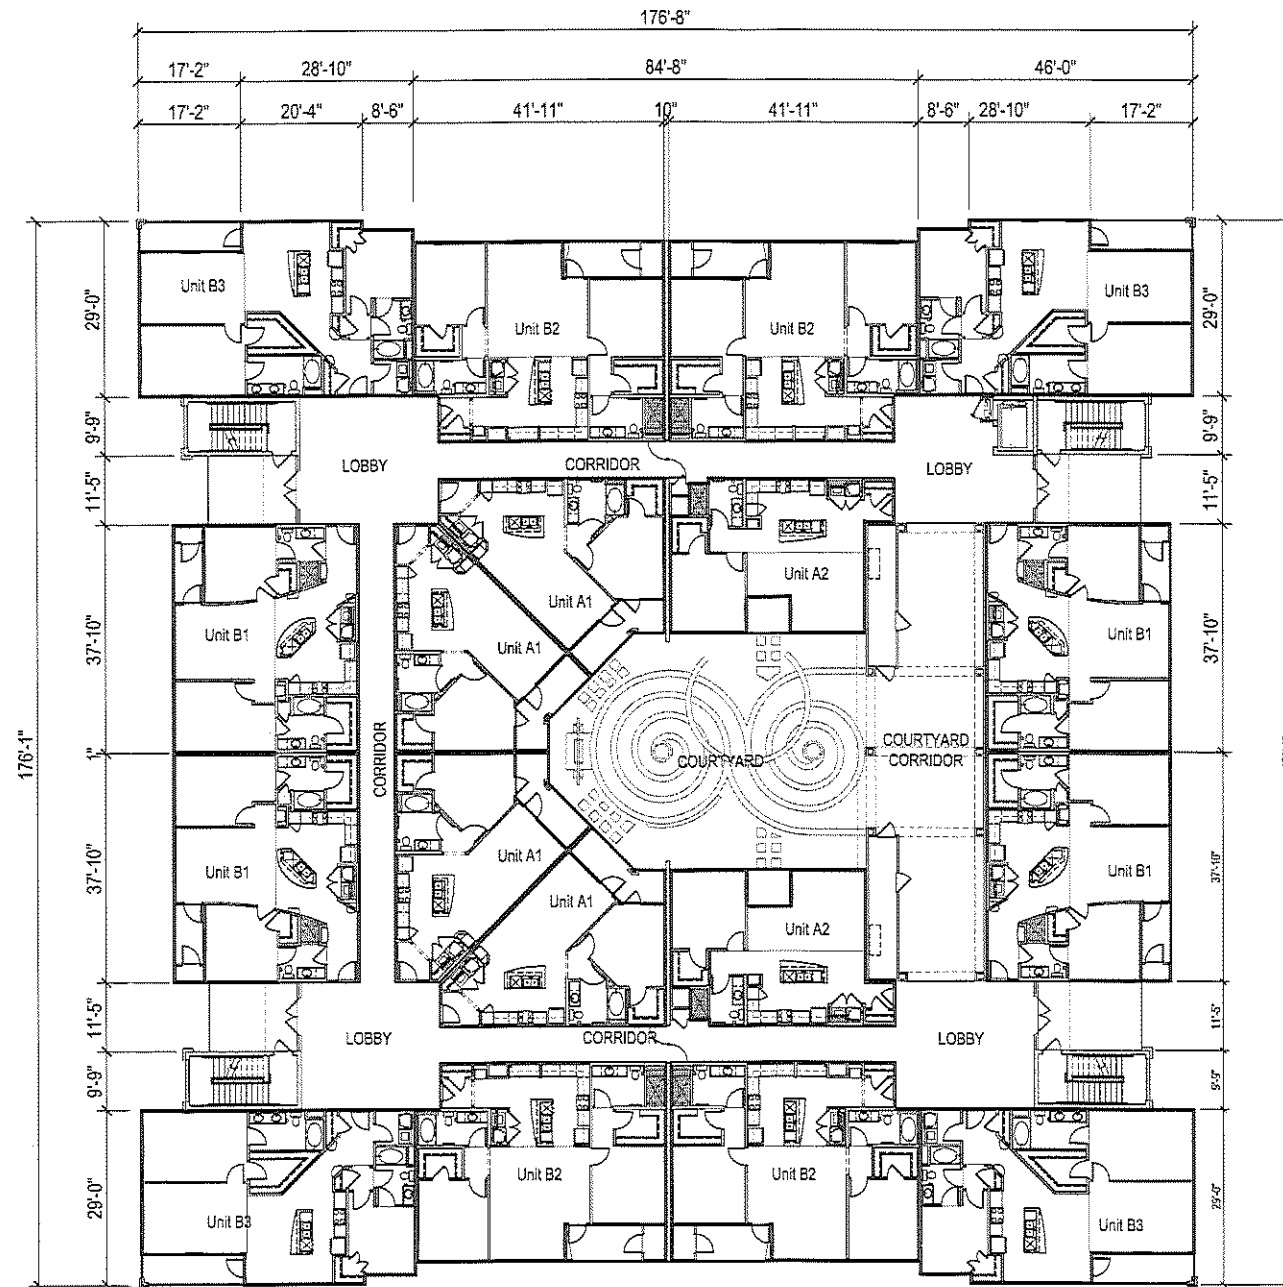 176'-8"
17'-2" 28'-10" 84'-8" 46'-0"
17'-2" 20'-4" 8'-6" 41'-11" 10" 41'-11" 8'-6" 28'-10" 17'-2"
29'-0"
Unit B3
Unit B2
Unit B2
Unit B3
29'-0"
9'-9"
9'-9"
LOBBY
CORRIDOR
LOBBY
11'-5"
11'-5"
Unit A1
Unit A2
37'-10"
Unit B1
Unit A1
Unit B1
37'-10"
176'-1"
1"
CORRIDOR
COURTYARD
COURTYARD
CORRIDOR
37'-10"
Unit B1
Unit A1
Unit A1
Unit A2
Unit B1
37'-10"
11'-5"
LOBBY
CORRIDOR
LOBBY
11'-5"
9'-9"
9'-9"
29'-0"
Unit B3
Unit B2
Unit B2
Unit B3
29'-0"